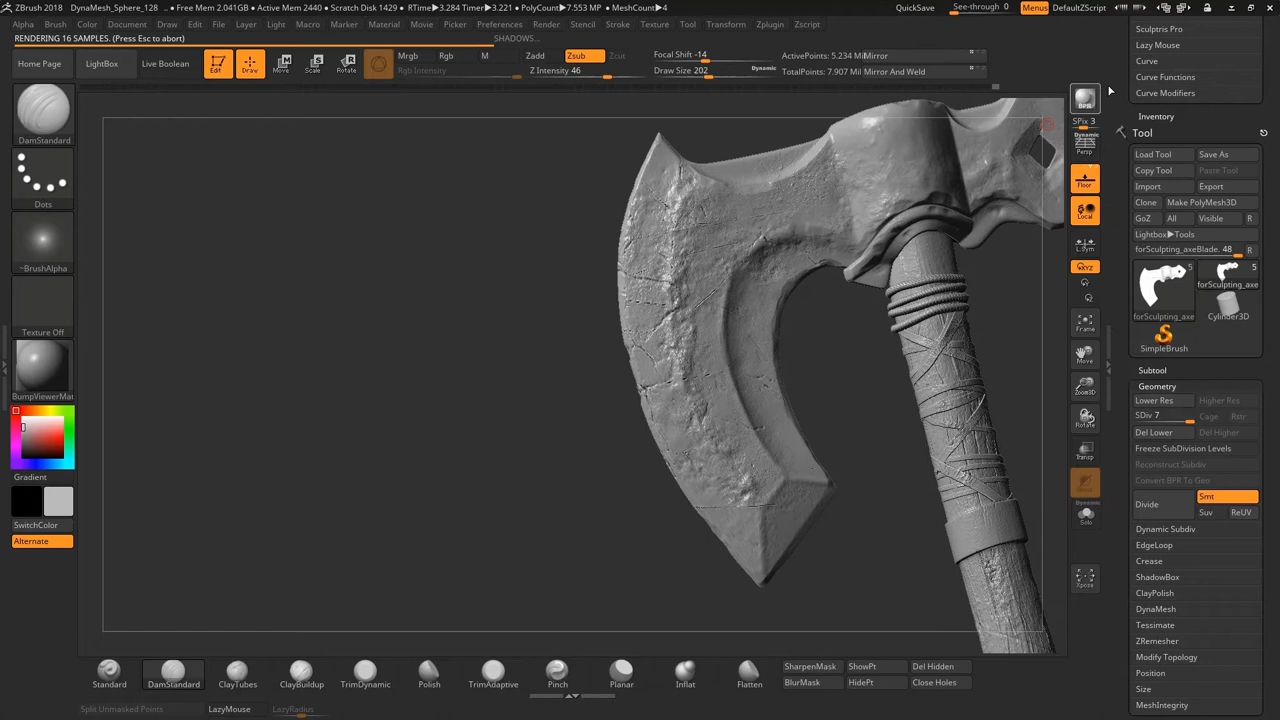 ZBrush 2018 DynaMesh_Sphere_128 . ● Free Mem 2.041GB ● Active Mem 2440 ● Scratch Disk 1429 ● RTime▶3.284 Timer▶3.221 ● PolyCount▶7.553 MP ● MeshCount▶4 QuickSave See-through 0 Menus DefaultZScript
Alpha Brush Color Document Draw Edit File Layer Light Macro Marker Material Movie Picker Preferences Render Stencil Stroke Texture Tool Transform Zplugin Zscript
RENDERING 16 SAMPLES. (Press Esc to abort) SHADOWS...
Home Page LightBox Live Boolean Edit Draw Move Scale Rotate
Mrgb Rgb M Zadd Zsub Zcut Focal Shift -14 ActivePoints: 5.234 Mil Mirror
Rgb Intensity Z Intensity 46 Draw Size 202 Dynamic TotalPoints: 7.907 Mil Mirror And Weld
DamStandard
Dots
~BrushAlpha
Texture Off
BumpViewerMat
Gradient
SwitchColor
Alternate
BPR
SPix 3
Dynamic
Persp
Floor
Local
L.Sym
XYZ
Frame
Move
Zoom3D
Rotate
Transp
Dynamic
Solo
Xpose
Sculptris Pro
Lazy Mouse
Curve
Curve Functions
Curve Modifiers
Inventory
Tool
Load Tool Save As
Copy Tool Paste Tool
Import Export
Clone Make PolyMesh3D
GoZ All Visible R
Lightbox▶Tools
forSculpting_axeBlade. 48 R
5 5
forSculpting_axe
forSculpting_axe Cylinder3D
SimpleBrush
Subtool
Geometry
Lower Res Higher Res
SDiv 7 Cage Rstr
Del Lower Del Higher
Freeze SubDivision Levels
Reconstruct Subdiv
Convert BPR To Geo
Divide Smt
Suv ReUV
Dynamic Subdiv
EdgeLoop
Crease
ShadowBox
ClayPolish
DynaMesh
Tessimate
ZRemesher
Modify Topology
Position
Size
MeshIntegrity
Standard DamStandard ClayTubes ClayBuildup TrimDynamic Polish TrimAdaptive Pinch Planar Inflat Flatten
SharpenMask ShowPt Del Hidden
BlurMask HidePt Close Holes
Split Unmasked Points LazyMouse LazyRadius